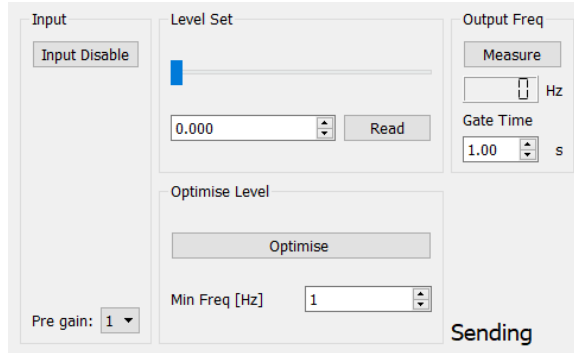 Input
Input Disable
Pre gain: 1
Level Set
0.000
Read
Optimise Level
Optimise
Min Freq [Hz] 1
Output Freq
Measure
0 Hz
Gate Time
1.00 s
Sending